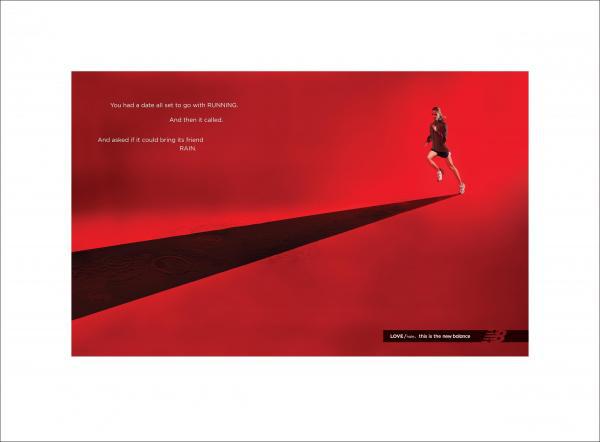 You had a date all set to go with RUNNING.
And then it called.
And asked if it could bring its friend
RAIN.
LOVE/rain. this is the new balance